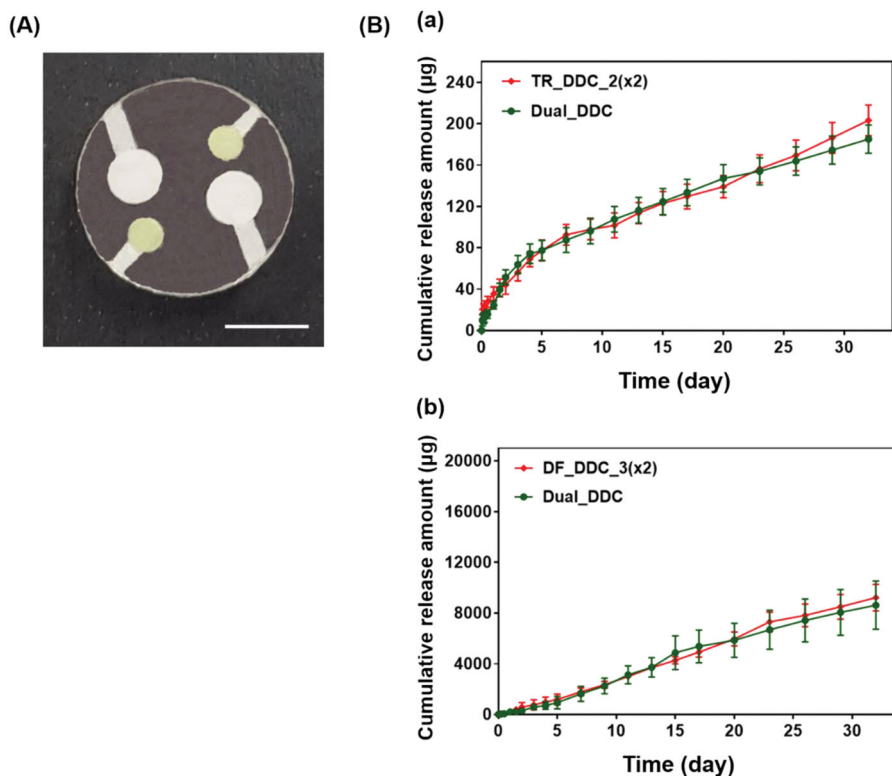 (A)
(B)
(a)
Cumulative release amount (µg)
240
200
160
120
80
40
0
TR_DDC_2(x2)
Dual_DDC
0 5 10 15 20 25 30
Time (day)
(b)
Cumulative release amount (µg)
20000
16000
12000
8000
4000
0
DF_DDC_3(x2)
Dual_DDC
0 5 10 15 20 25 30
Time (day)